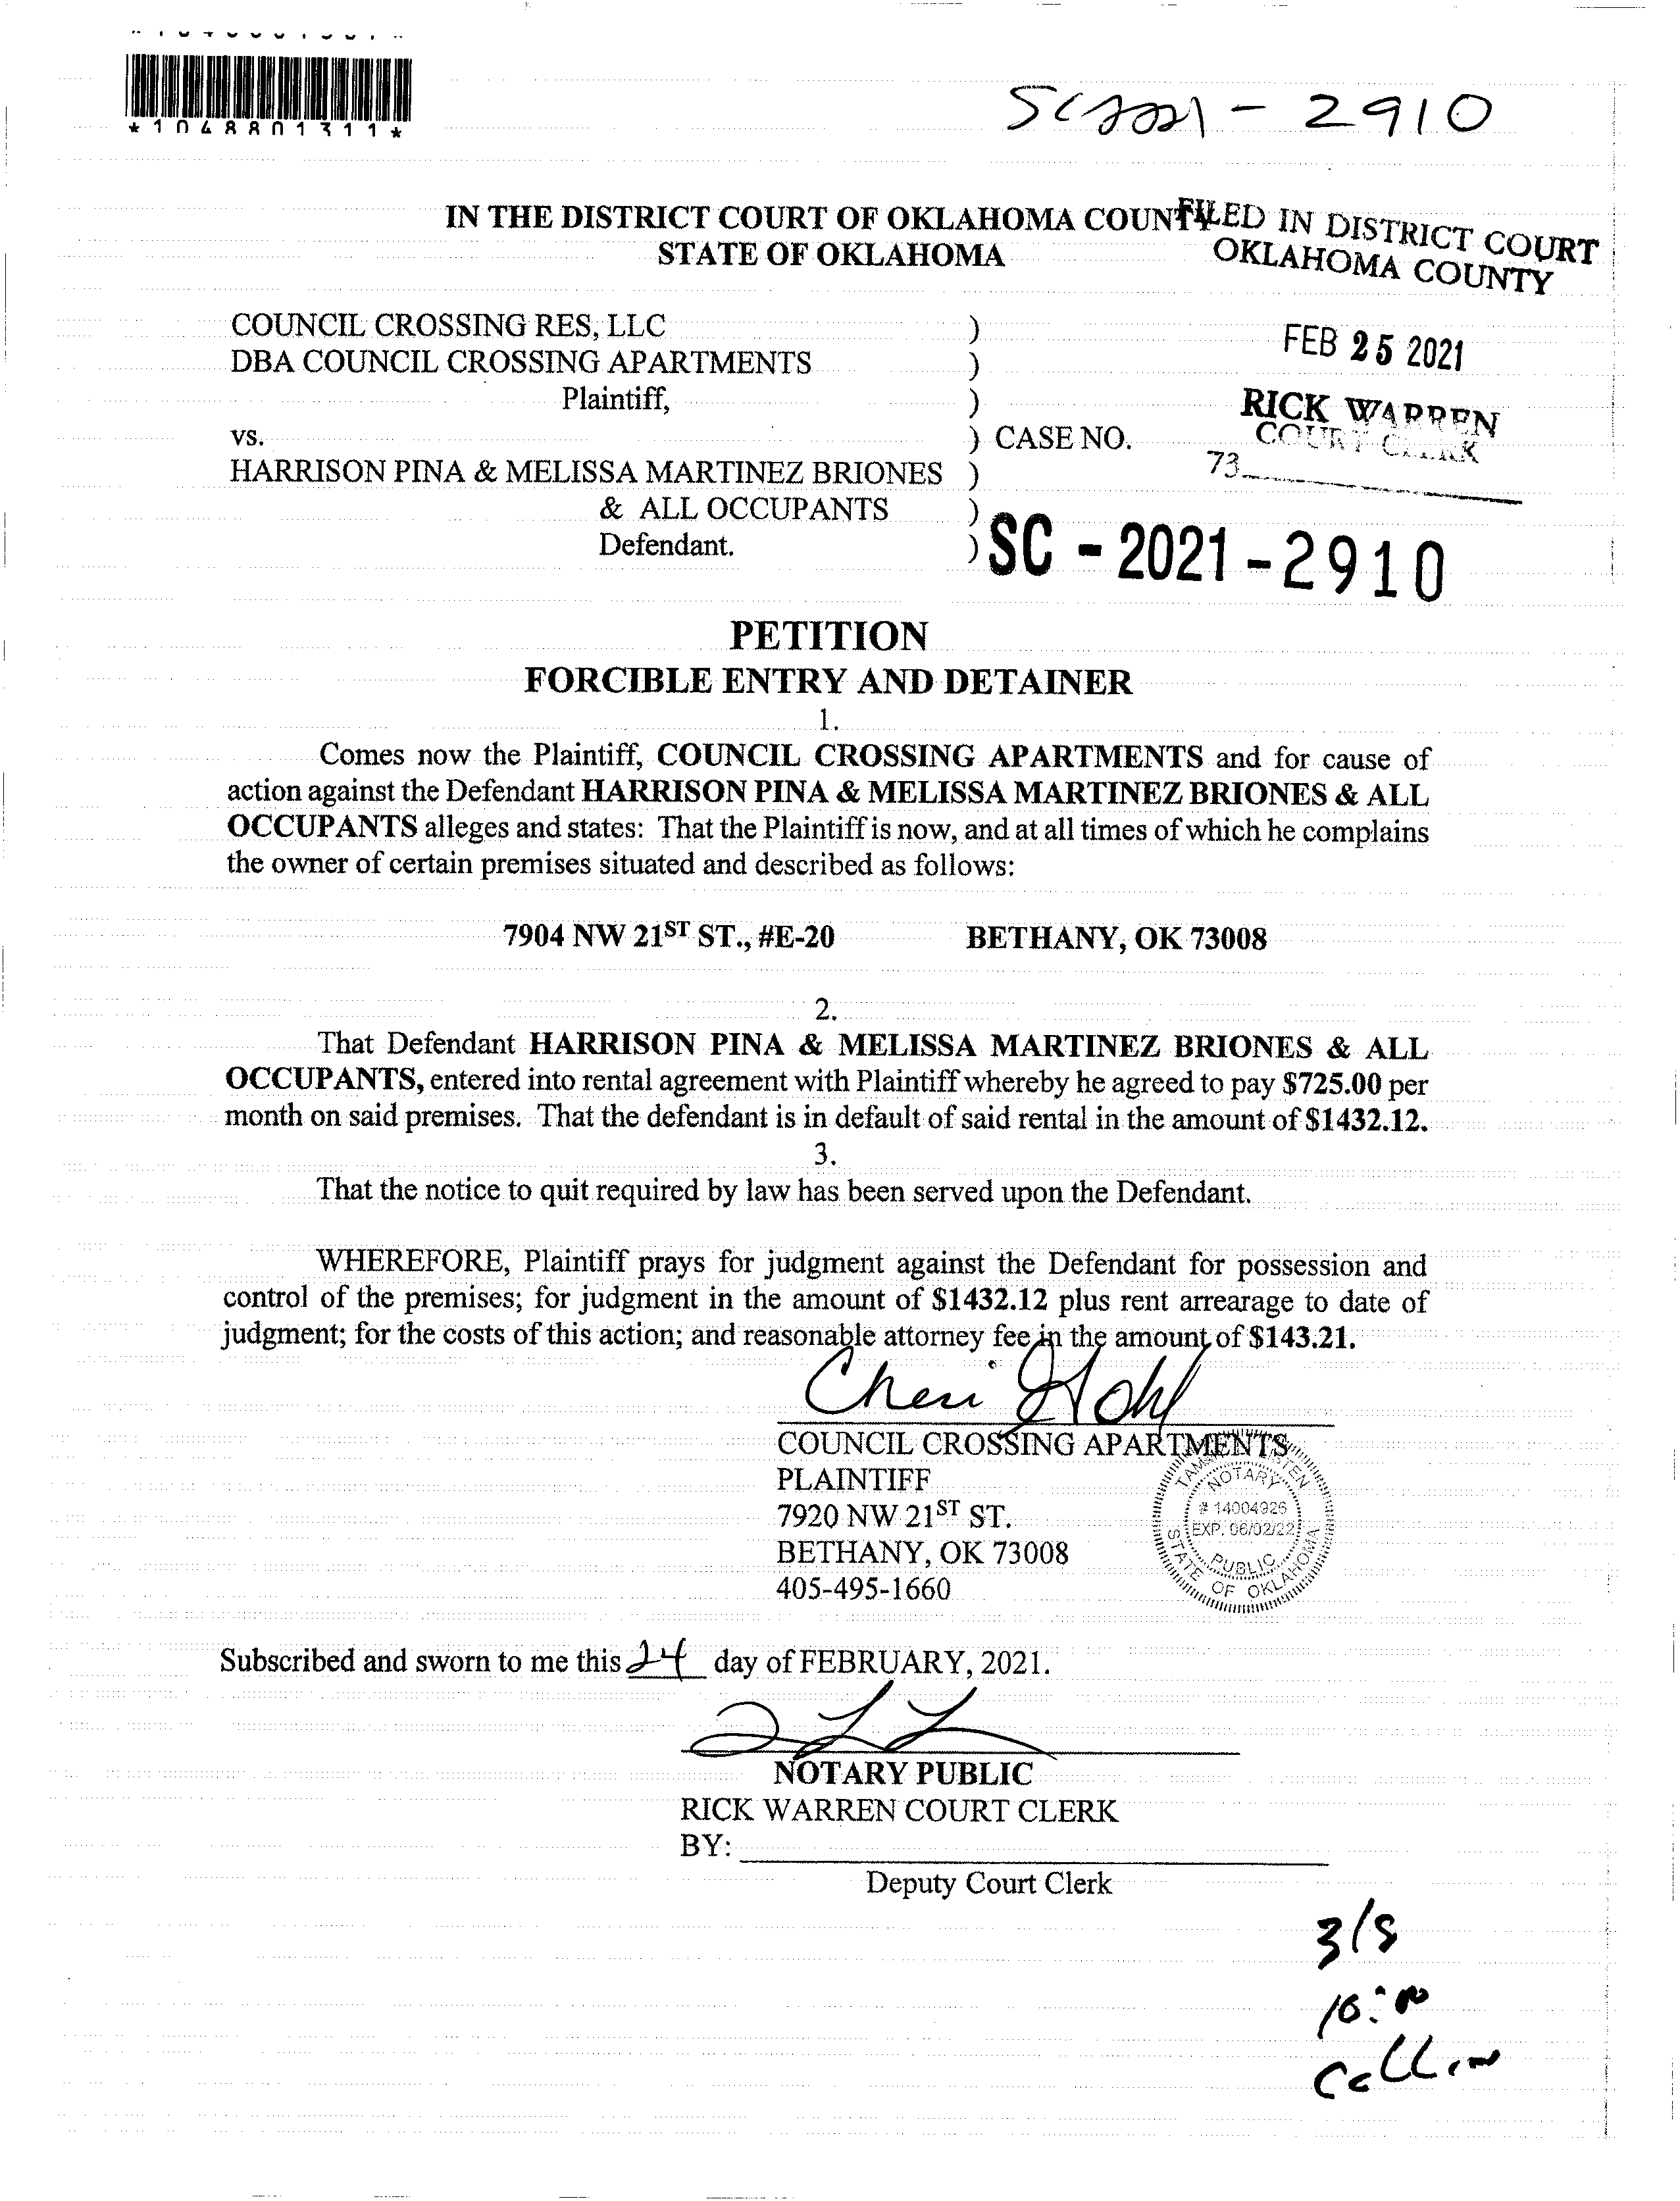 *1048801311*
SC2021-2910
IN THE DISTRICT COURT OF OKLAHOMA COUNTY
STATE OF OKLAHOMA
FILED IN DISTRICT COURT
OKLAHOMA COUNTY
FEB 25 2021
RICK WARREN
COURT CLERK
73
COUNCIL CROSSING RES, LLC )
DBA COUNCIL CROSSING APARTMENTS )
Plaintiff, )
vs. ) CASE NO.
HARRISON PINA & MELISSA MARTINEZ BRIONES )
& ALL OCCUPANTS )
Defendant. )
SC - 2021 - 2910
PETITION
FORCIBLE ENTRY AND DETAINER
1.
Comes now the Plaintiff, COUNCIL CROSSING APARTMENTS and for cause of
action against the Defendant HARRISON PINA & MELISSA MARTINEZ BRIONES & ALL
OCCUPANTS alleges and states: That the Plaintiff is now, and at all times of which he complains
the owner of certain premises situated and described as follows:
7904 NW 21ST ST., #E-20 BETHANY, OK 73008
2.
That Defendant HARRISON PINA & MELISSA MARTINEZ BRIONES & ALL
OCCUPANTS, entered into rental agreement with Plaintiff whereby he agreed to pay $725.00 per
month on said premises. That the defendant is in default of said rental in the amount of $1432.12.
3.
That the notice to quit required by law has been served upon the Defendant.
WHEREFORE, Plaintiff prays for judgment against the Defendant for possession and
control of the premises; for judgment in the amount of $1432.12 plus rent arrearage to date of
judgment; for the costs of this action; and reasonable attorney fee in the amount of $143.21.
Cheri
COUNCIL CROSSING APARTMENTS
PLAINTIFF
7920 NW 21ST ST.
BETHANY, OK 73008
405-495-1660
NOTARY
# 14004926
EXP. 06/02/22
PUBLIC
STATE OF OKLAHOMA
Subscribed and sworn to me this 24 day of FEBRUARY, 2021.
NOTARY PUBLIC
RICK WARREN COURT CLERK
BY:
Deputy Court Clerk
3/8
10:00
Collin